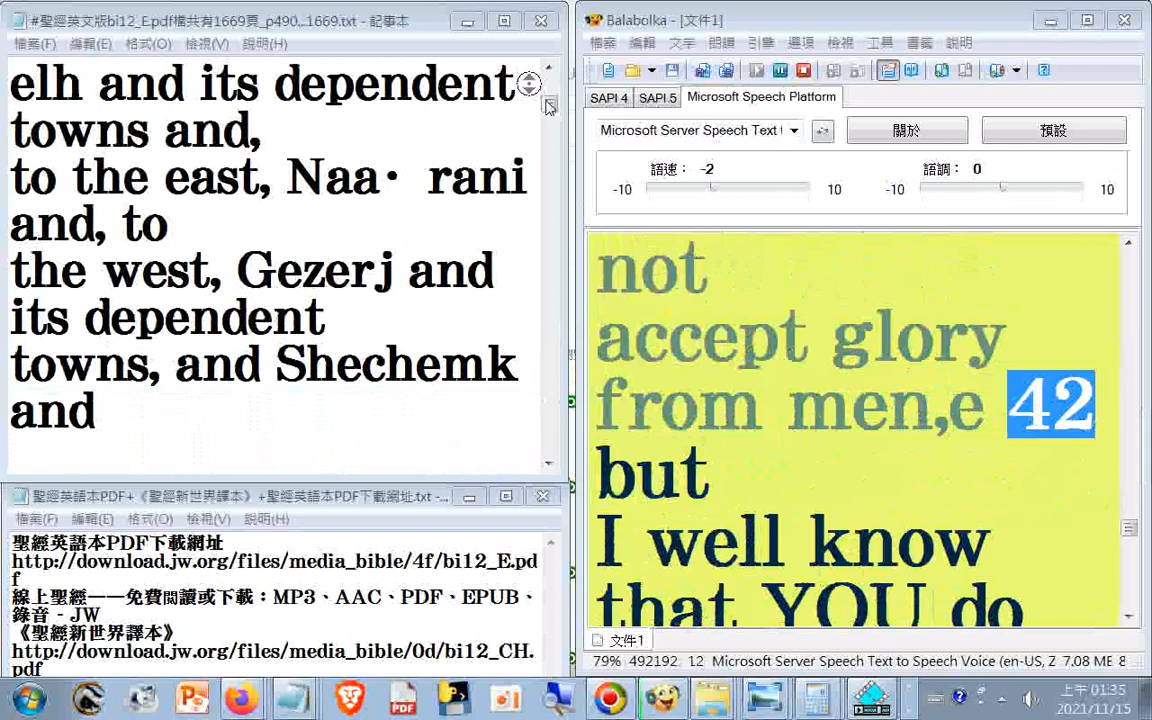 #聖經英文版bi12_E.pdf檔共有1669頁_p490,..1669.txt - 記事本
檔案(F) 編輯(E) 格式(O) 檢視(V) 說明(H)
elh and its dependent
towns and,
to the east, Naa· rani
and, to
the west, Gezerj and
its dependent
towns, and Shechemk
and
聖經英語本PDF+《聖經新世界譯本》+聖經英語本PDF下載網址.txt -...
檔案(F) 編輯(E) 格式(O) 檢視(V) 說明(H)
聖經英語本PDF下載網址
http://download.jw.org/files/media_bible/4f/bi12_E.pd
f
線上聖經──免費閱讀或下載：MP3、AAC、PDF、EPUB、
錄音 - JW
《聖經新世界譯本》
http://download.jw.org/files/media_bible/0d/bi12_CH.
pdf
Balabolka - [文件1]
檔案 編輯 文字 朗讀 引擎 選項 檢視 工具 書籤 說明
SAPI 4 SAPI 5 Microsoft Speech Platform
Microsoft Server Speech Text t 關於 預設
語速： -2 語調： 0
-10 10 -10 10
not
accept glory
from men,e 42
but
I well know
that YOU do
文件1
79% 492192 12 Microsoft Server Speech Text to Speech Voice (en-US, Z 7.08 ME 8
上午 01:35
2021/11/15